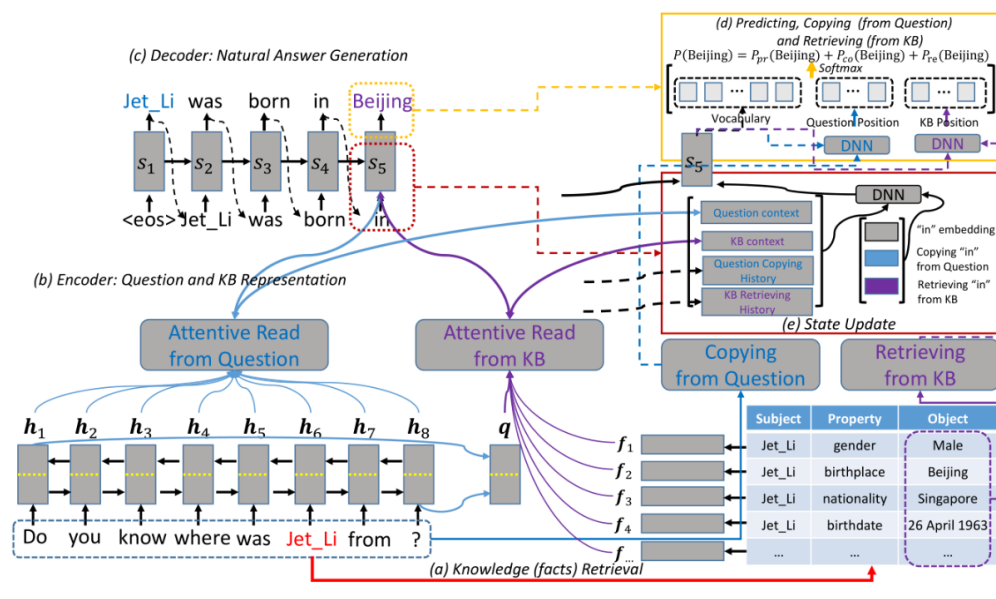 (c) Decoder: Natural Answer Generation
Jet_Li was born in Beijing
s1 s2 s3 s4 s5
<eos> Jet_Li was born in
(d) Predicting, Copying (from Question)
and Retrieving (from KB)
P(Beijing) = Ppr(Beijing) + Pco(Beijing) + Pre(Beijing)
Softmax
... ... ...
Vocabulary Question Position KB Position
DNN DNN
s5
DNN
Question context
KB context
Question Copying
History
KB Retrieving
History
"in" embedding
Copying "in"
from Question
Retrieving "in"
from KB
(e) State Update
(b) Encoder: Question and KB Representation
Attentive Read
from Question
Attentive Read
from KB
Copying
from Question
Retrieving
from KB
h1 h2 h3 h4 h5 h6 h7 h8 q
Do you know where was Jet_Li from ?
f1
f2
f3
f4
f...
Subject Property Object
Jet_Li gender Male
Jet_Li birthplace Beijing
Jet_Li nationality Singapore
Jet_Li birthdate 26 April 1963
... ... ...
(a) Knowledge (facts) Retrieval